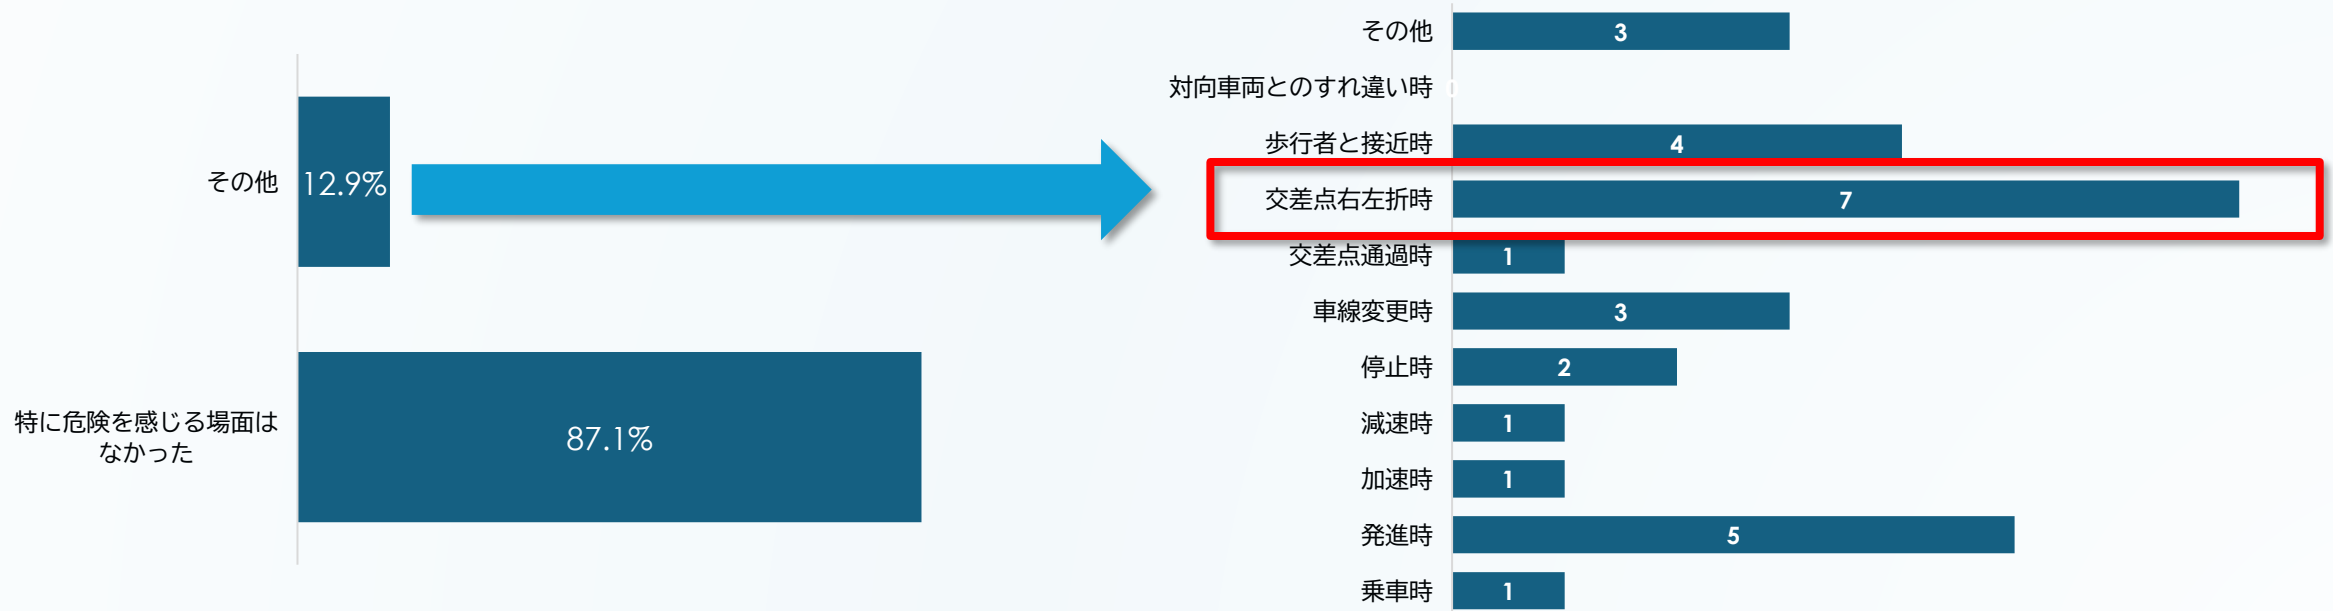 その他
12.9%
特に危険を感じる場面は
なかった
87.1%
その他
3
対向車両とのすれ違い時
0
歩行者と接近時
4
交差点右左折時
7
交差点通過時
1
車線変更時
3
停止時
2
減速時
1
加速時
1
発進時
5
乗車時
1